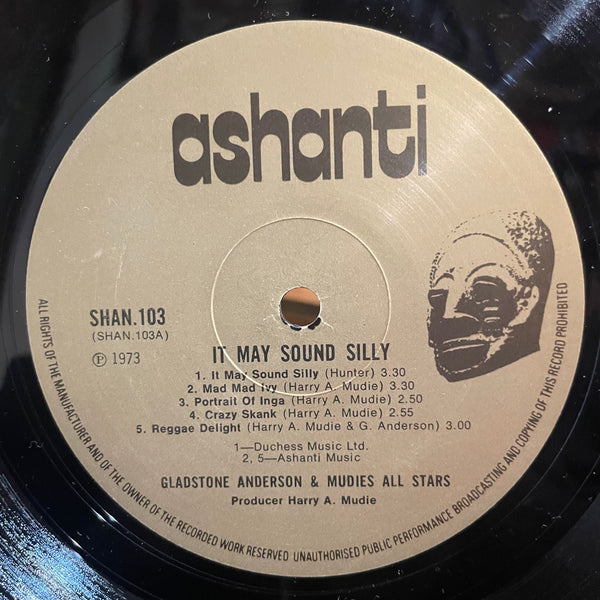 ashanti
SHAN.103
(SHAN.103A)
Ⓟ 1973
IT MAY SOUND SILLY
1. It May Sound Silly (Hunter) 3.30
2. Mad Mad Ivy (Harry A. Mudie) 3.30
3. Portrait Of Inga (Harry A. Mudie) 2.50
4. Crazy Skank (Harry A. Mudie) 2.55
5. Reggae Delight (Harry A. Mudie & G. Anderson) 3.00
1—Duchess Music Ltd.
2, 5—Ashanti Music
GLADSTONE ANDERSON & MUDIES ALL STARS
Producer Harry A. Mudie
ALL RIGHTS OF THE MANUFACTURER AND OF THE OWNER OF THE RECORDED WORK RESERVED UNAUTHORISED PUBLIC PERFORMANCE BROADCASTING AND COPYING OF THIS RECORD PROHIBITED